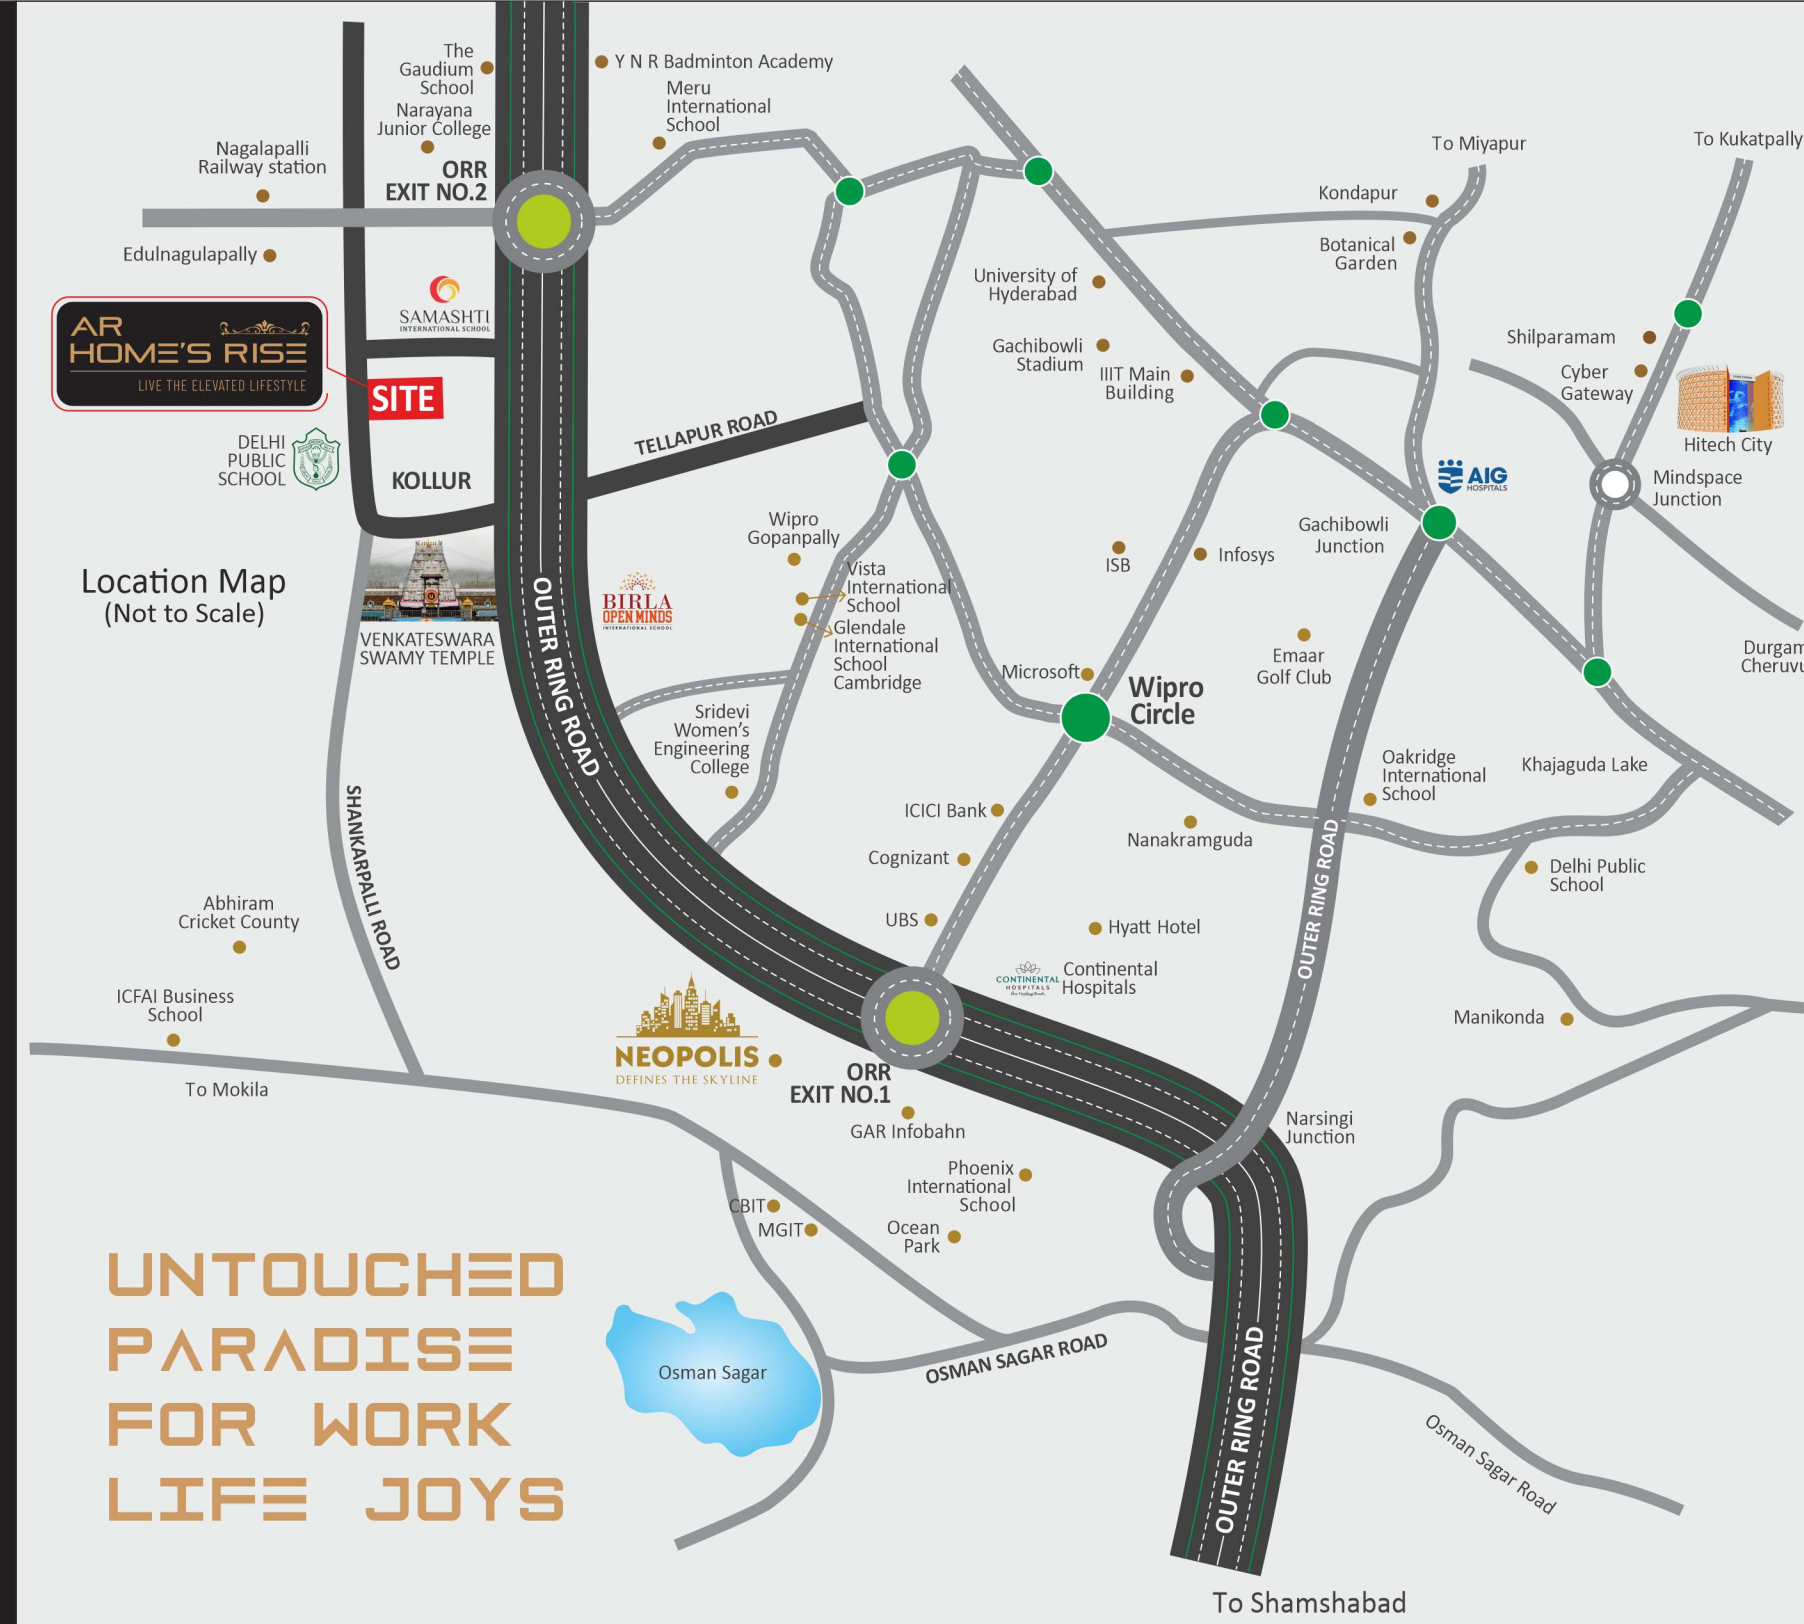 The
Gaudium
School
Narayana
Junior College
Y N R Badminton Academy
Meru
International
School
Nagalapalli
Railway station
ORR
EXIT NO.2
Edulnagulapally
To Miyapur
To Kukatpally
Kondapur
Botanical
Garden
University of
Hyderabad
Gachibowli
Stadium
IIIT Main
Building
Shilparamam
Cyber
Gateway
Hitech City
Mindspace
Junction
SAMASHTI
INTERNATIONAL SCHOOL
AR
HOME'S RISE
LIVE THE ELEVATED LIFESTYLE
SITE
DELHI
PUBLIC
SCHOOL
KOLLUR
TELLAPUR ROAD
AIG
HOSPITALS
Gachibowli
Junction
Wipro
Gopanpally
Vista
International
School
Glendale
International
School
Cambridge
ISB
Infosys
Location Map
(Not to Scale)
VENKATESWARA
SWAMY TEMPLE
OUTER RING ROAD
BIRLA
OPEN MINDS
INTERNATIONAL SCHOOL
Emaar
Golf Club
Durgam
Cheruvu
Microsoft
Wipro
Circle
Sridevi
Women's
Engineering
College
Oakridge
International
School
Khajaguda Lake
ICICI Bank
Nanakramguda
Cognizant
SHANKARPALLI ROAD
OUTER RING ROAD
Delhi Public
School
Abhiram
Cricket County
UBS
Hyatt Hotel
CONTINENTAL
HOSPITALS
Continental
Hospitals
ICFAI Business
School
To Mokila
NEOPOLIS
DEFINES THE SKYLINE
ORR
EXIT NO.1
Manikonda
GAR Infobahn
Narsingi
Junction
Phoenix
International
School
CBIT
MGIT
Ocean
Park
UNTOUCHED
PARADISE
FOR WORK
LIFE JOYS
Osman Sagar
OSMAN SAGAR ROAD
OUTER RING ROAD
Osman Sagar Road
To Shamshabad